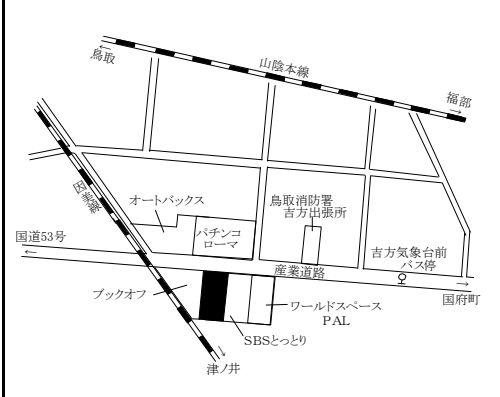 山陰本線
鳥取
福部
因美線
オートバックス
パチンコ
ローマ
鳥取消防署
吉方出張所
国道53号
産業道路
吉方気象台前
バス停
国府町
ブックオフ
ワールドスペース
PAL
SBSとっとり
津ノ井